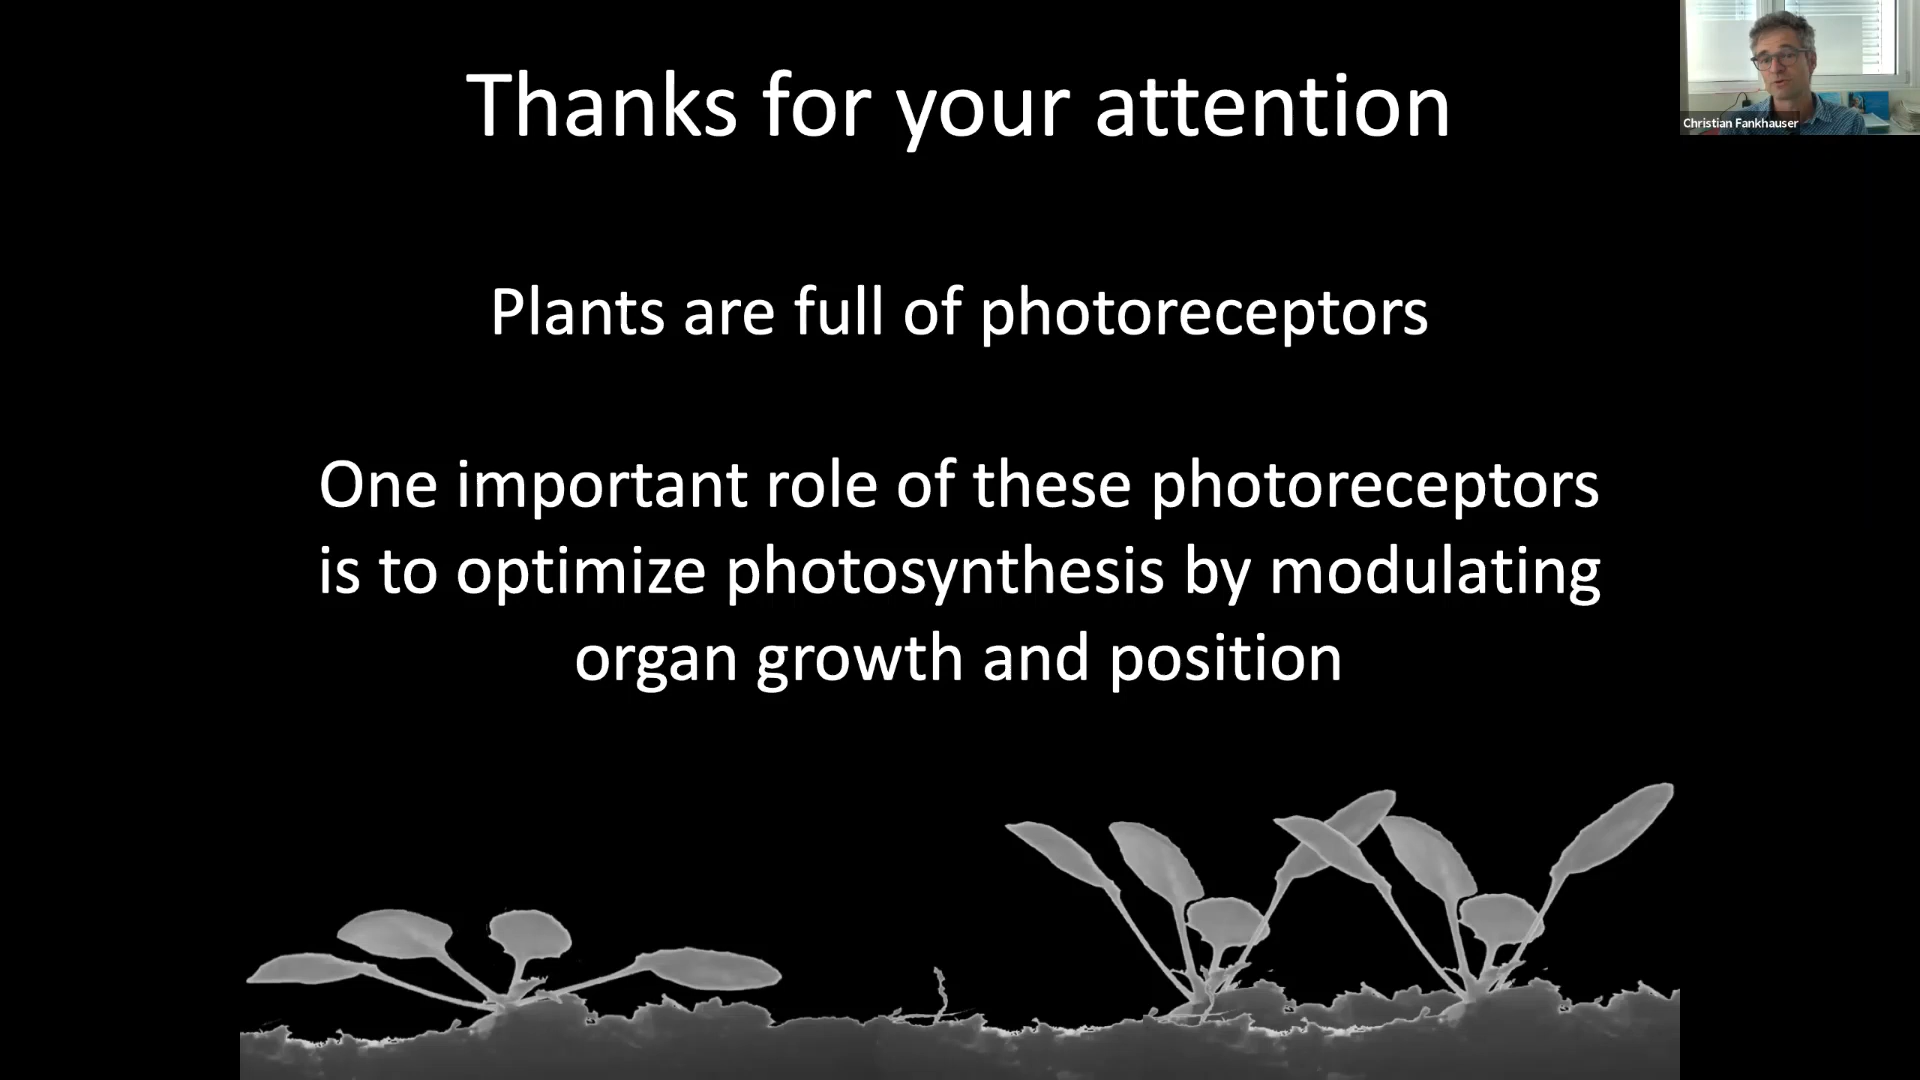 Thanks for your attention
Christian Fankhauser
Plants are full of photoreceptors
One important role of these photoreceptors
is to optimize photosynthesis by modulating
organ growth and position